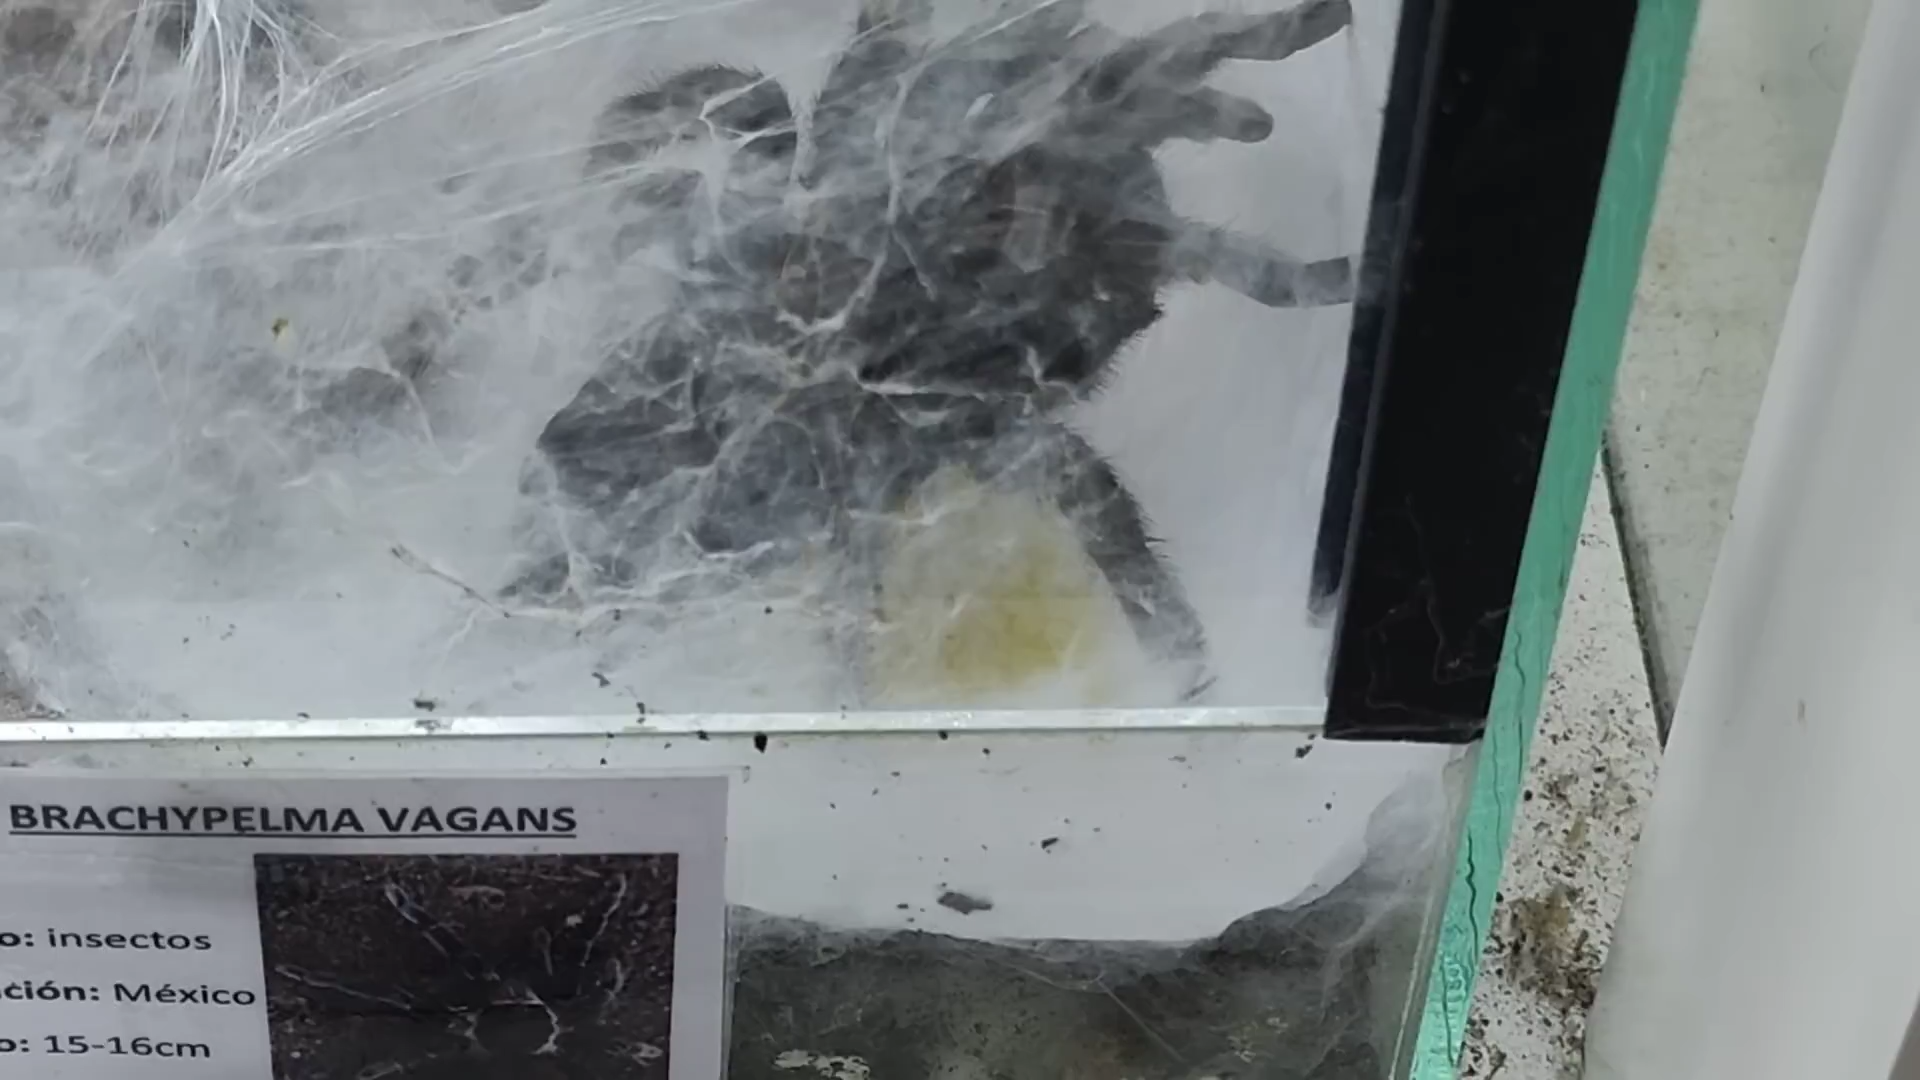 BRACHYPELMA VAGANS
o: insectos
ción: México
o: 15-16cm